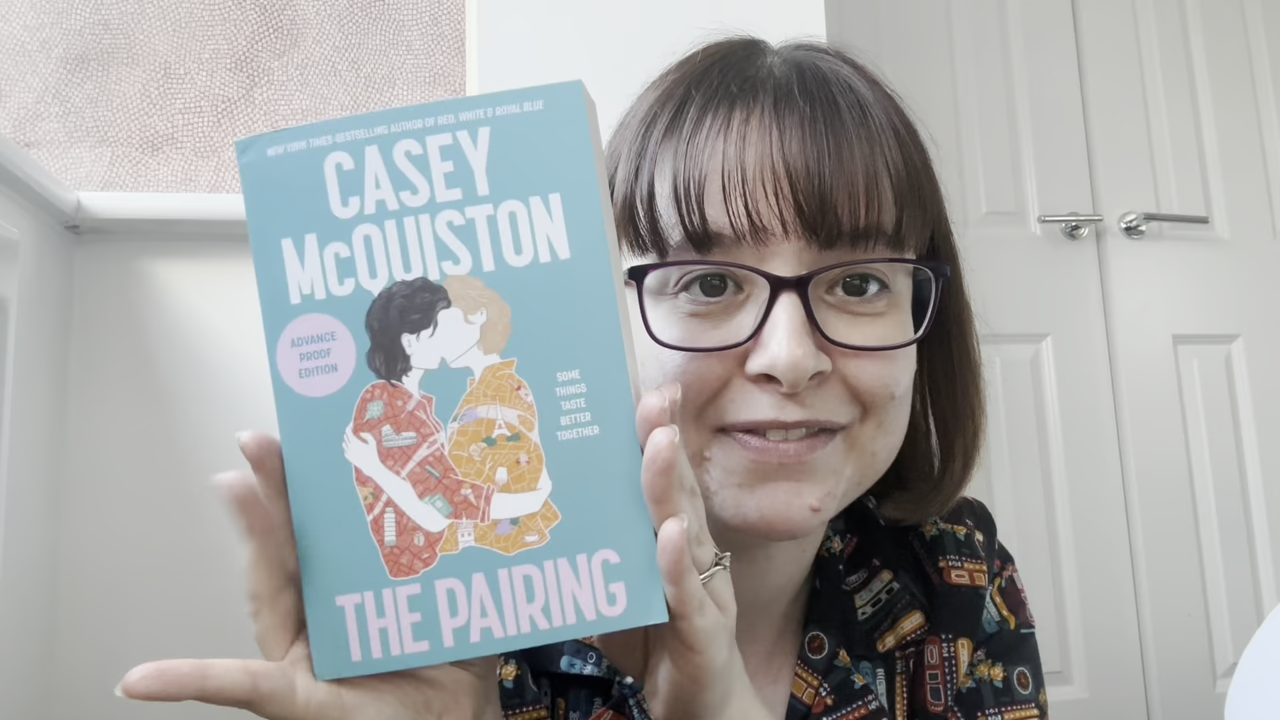 NEW YORK TIMES-BESTSELLING AUTHOR OF RED, WHITE & ROYAL BLUE
CASEY
McQUISTON
ADVANCE
PROOF
EDITION
SOME
THINGS
TASTE
BETTER
TOGETHER
THE PAIRING